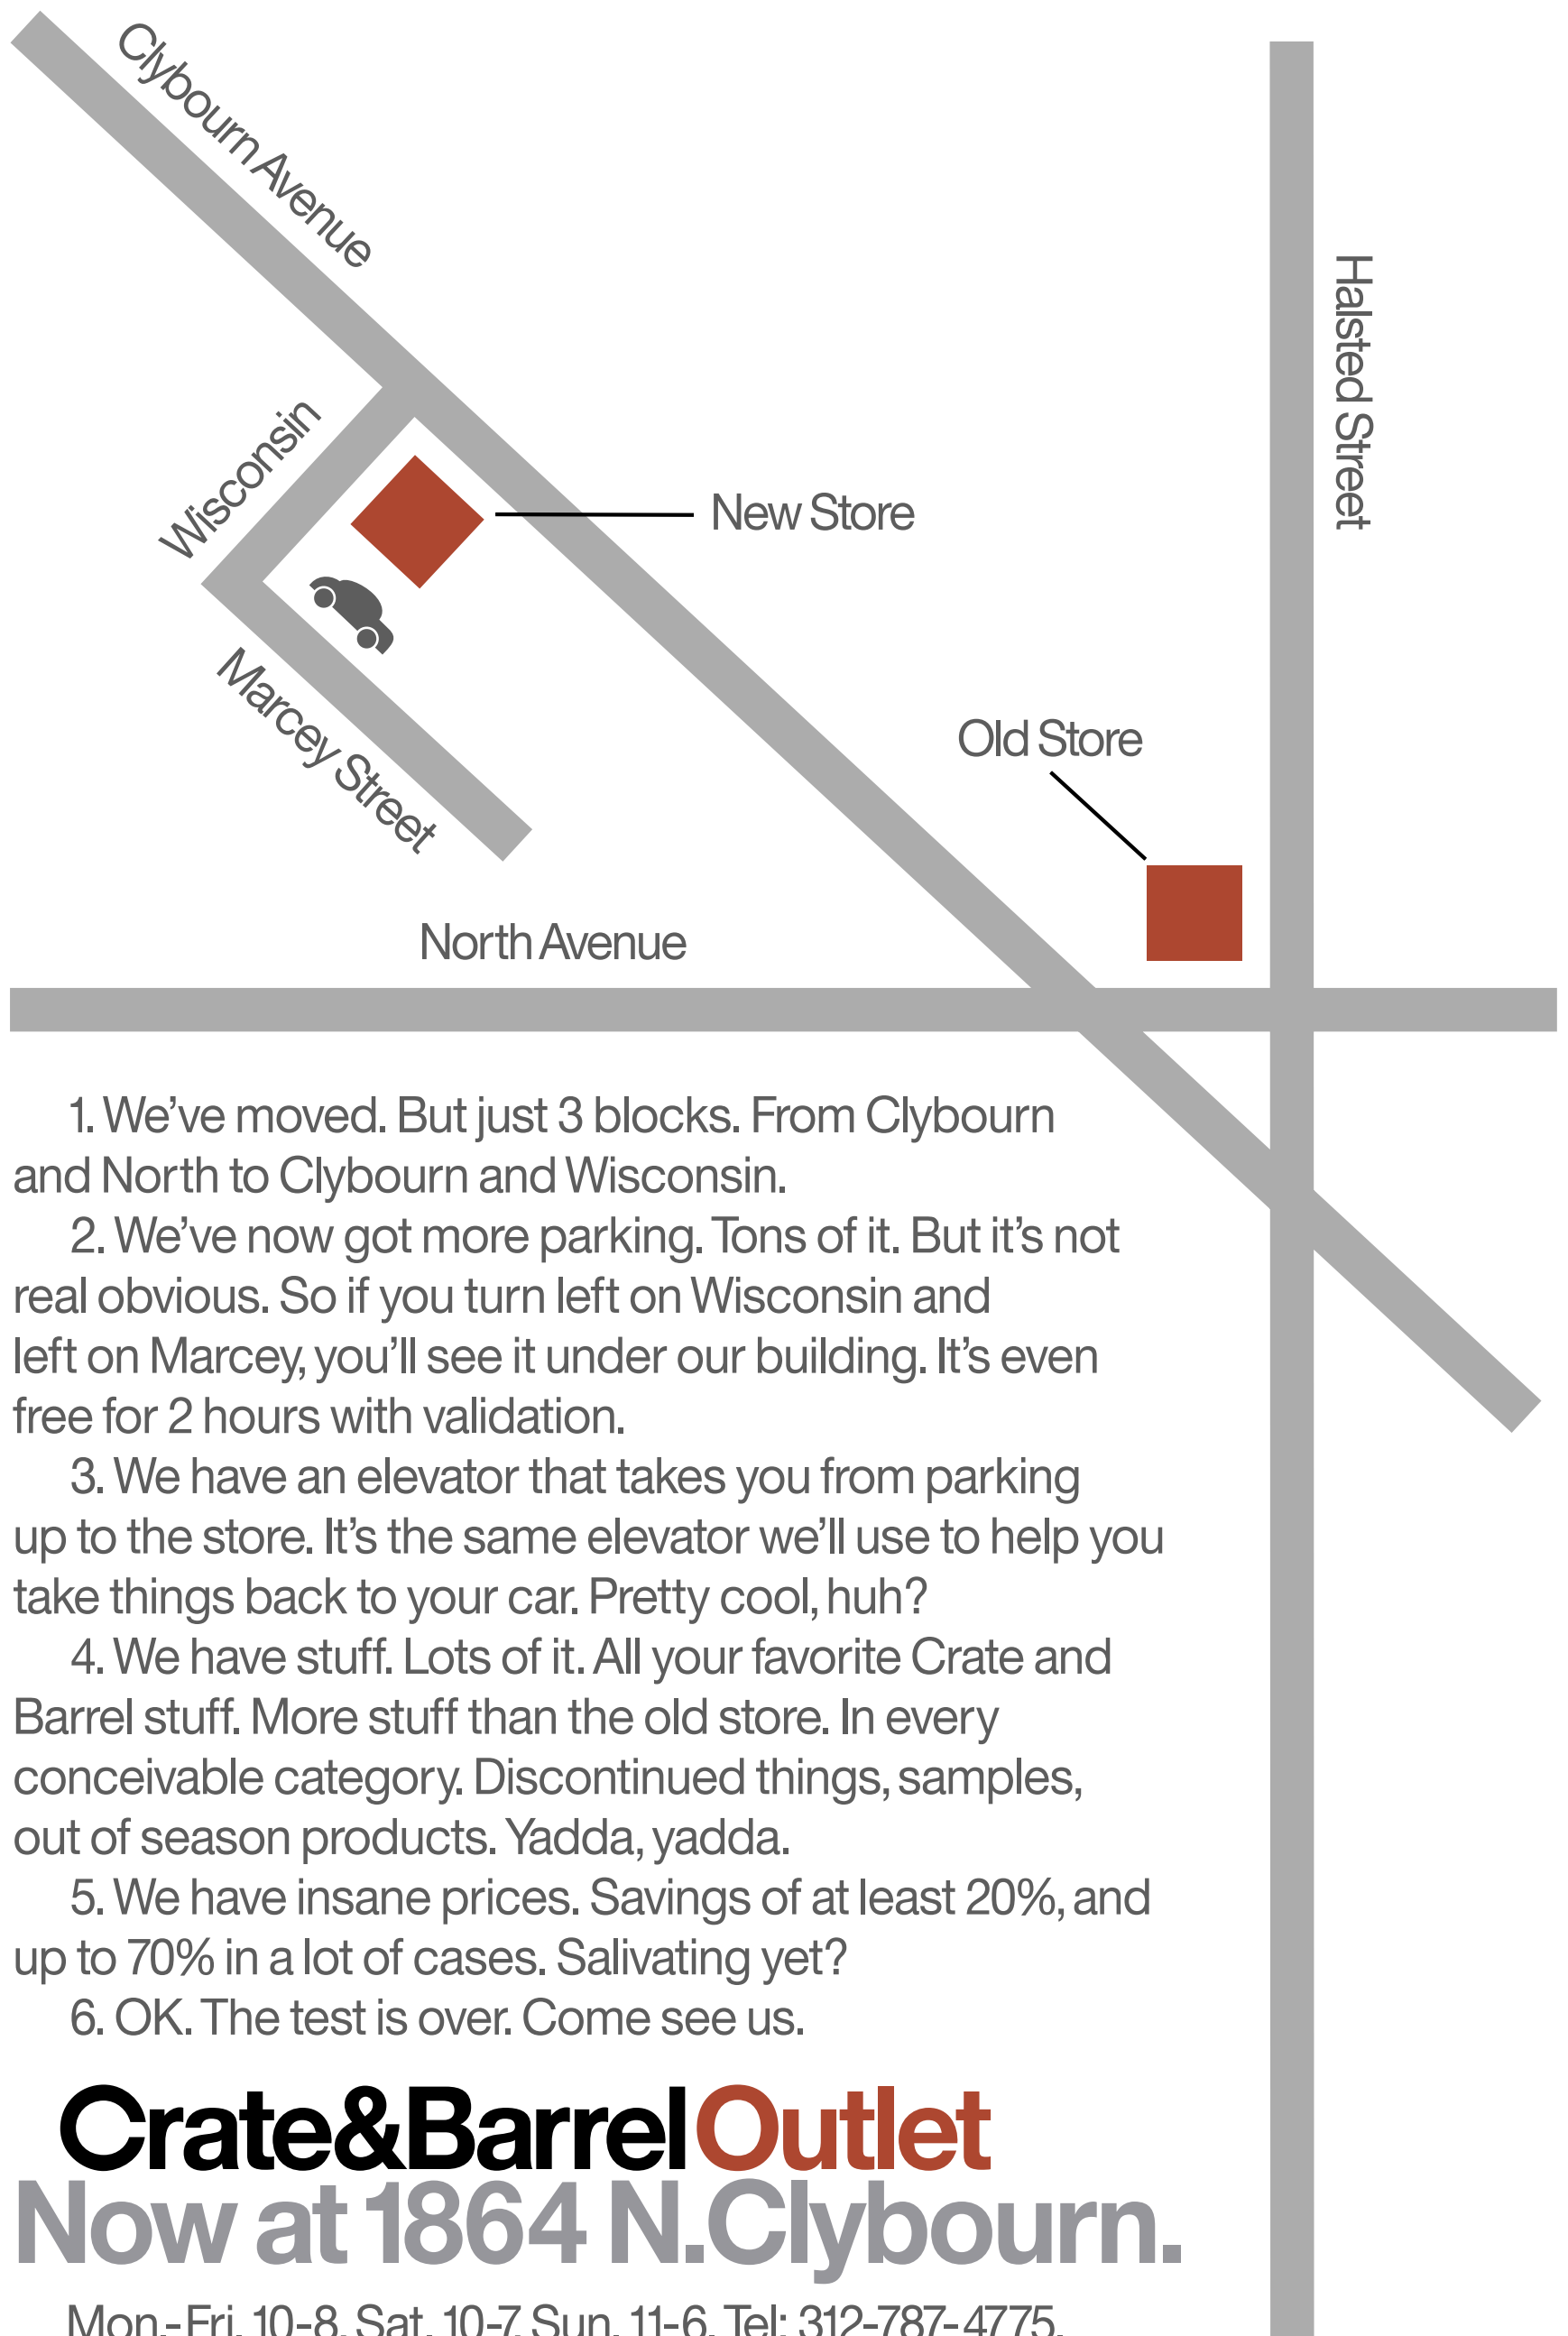 Clybourn Avenue
Halsted Street
Wisconsin
New Store
Marcey Street
Old Store
North Avenue
1. We’ve moved. But just 3 blocks. From Clybourn
and North to Clybourn and Wisconsin.
2. We’ve now got more parking. Tons of it. But it’s not
real obvious. So if you turn left on Wisconsin and
left on Marcey, you’ll see it under our building. It’s even
free for 2 hours with validation.
3. We have an elevator that takes you from parking
up to the store. It’s the same elevator we’ll use to help you
take things back to your car. Pretty cool, huh?
4. We have stuff. Lots of it. All your favorite Crate and
Barrel stuff. More stuff than the old store. In every
conceivable category. Discontinued things, samples,
out of season products. Yadda, yadda.
5. We have insane prices. Savings of at least 20%, and
up to 70% in a lot of cases. Salivating yet?
6. OK. The test is over. Come see us.
Crate&Barrel Outlet
Now at 1864 N.Clybourn.
Mon.-Fri. 10-8. Sat. 10-7. Sun. 11-6. Tel: 312-787-4775.